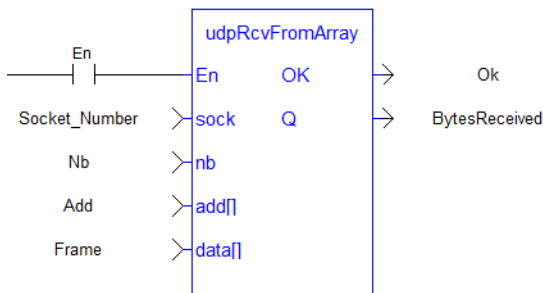 udpRcvFromArray
En
En OK Ok
Socket_Number sock Q BytesReceived
Nb nb
Add add[]
Frame data[]